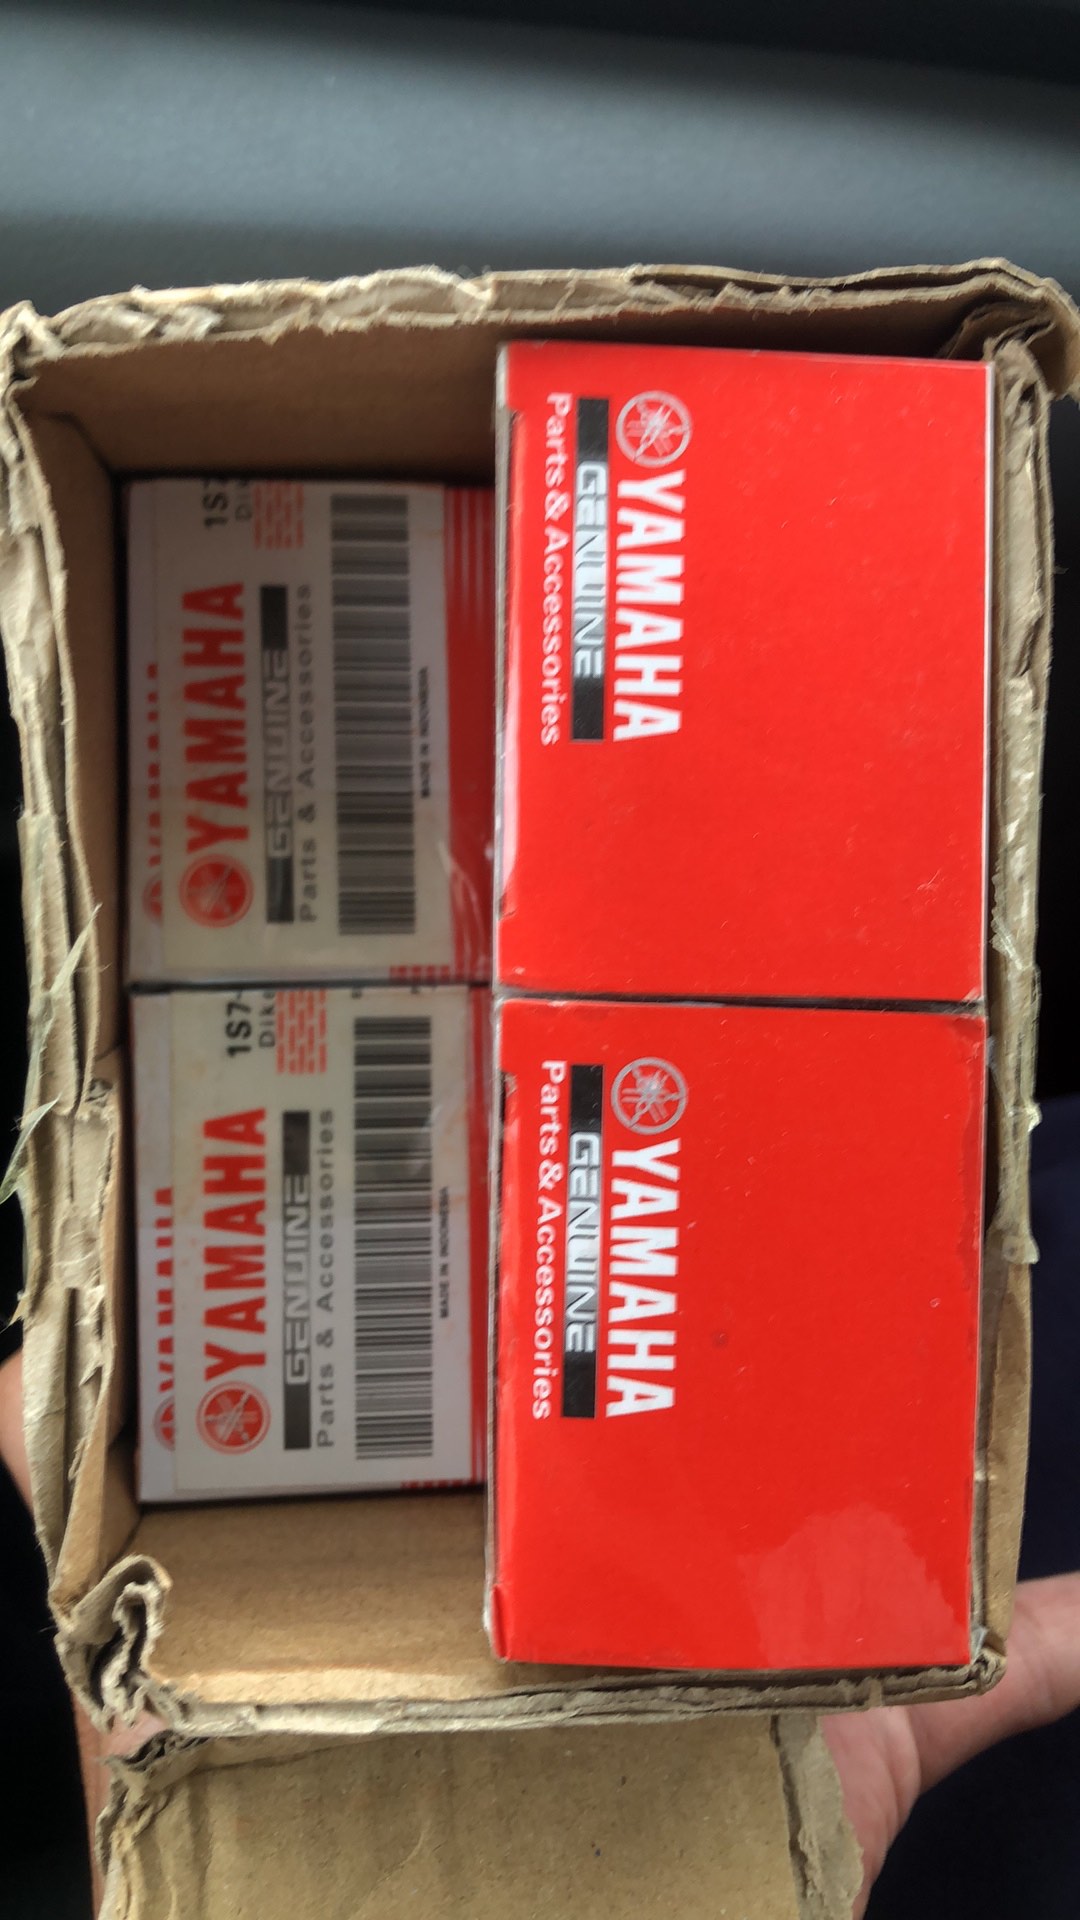 YAMAHA
GENUINE
Parts & Accessories
YAMAHA
GENUINE
Parts & Accessories
1S7
YAMAHA
GENUINE
Parts & Accessories
MADE IN INDONESIA
1S7-
Dik
YAMAHA
GENUINE
Parts & Accessories
MADE IN INDONESIA